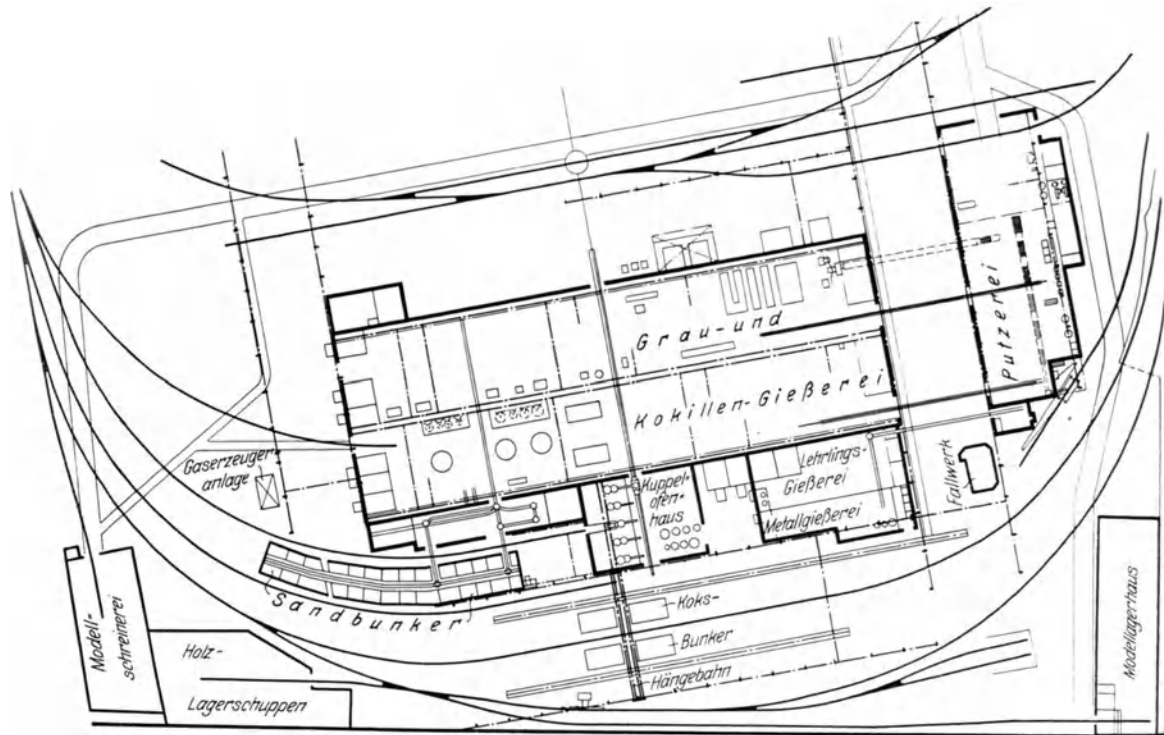 Grau-und
Kokillen-Gießerei
Putzerei
Gaserzeuger-
anlage
Kuppel-
ofen-
haus
Lehrlings-
Gießerei
Metallgießerei
Fallwerk
Sandbunker
Koks-
Bunker
Hängebahn
Modell-
schreinerei
Holz-
Lagerschuppen
Modellagerhaus